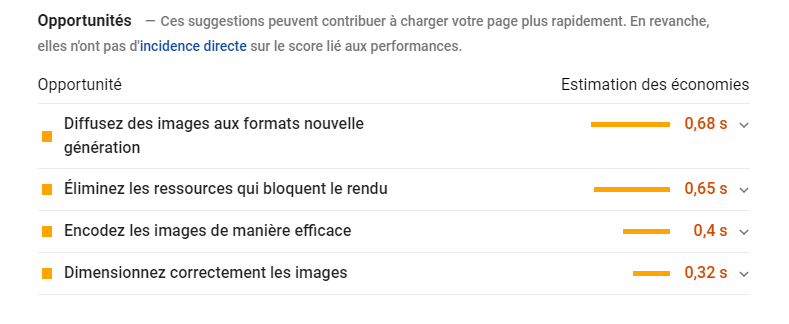 Opportunités — Ces suggestions peuvent contribuer à charger votre page plus rapidement. En revanche,
elles n'ont pas d'incidence directe sur le score lié aux performances.
Opportunité Estimation des économies
Diffusez des images aux formats nouvelle
génération
0,68 s
Éliminez les ressources qui bloquent le rendu 0,65 s
Encodez les images de manière efficace 0,4 s
Dimensionnez correctement les images 0,32 s